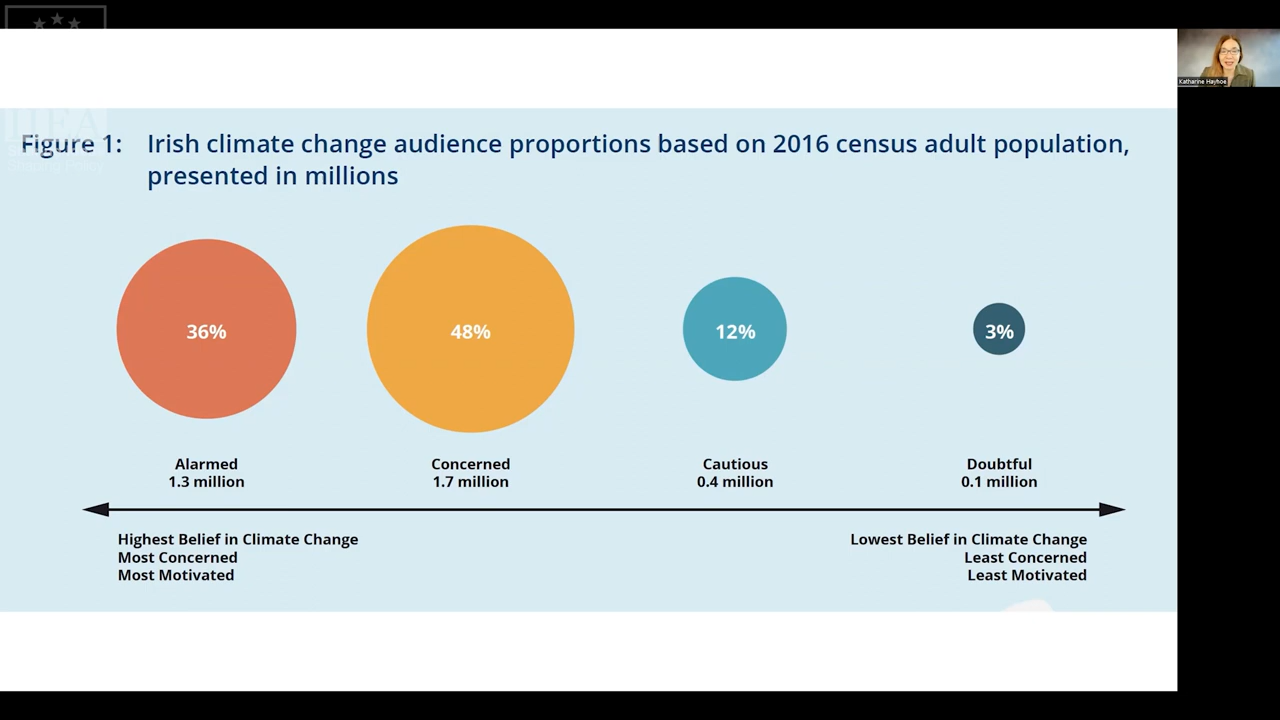 IIEA
Figure 1: Irish climate change audience proportions based on 2016 census adult population,
presented in millions
36%
48%
12%
3%
Alarmed
1.3 million
Concerned
1.7 million
Cautious
0.4 million
Doubtful
0.1 million
Highest Belief in Climate Change
Most Concerned
Most Motivated
Lowest Belief in Climate Change
Least Concerned
Least Motivated
Katharine Hayhoe